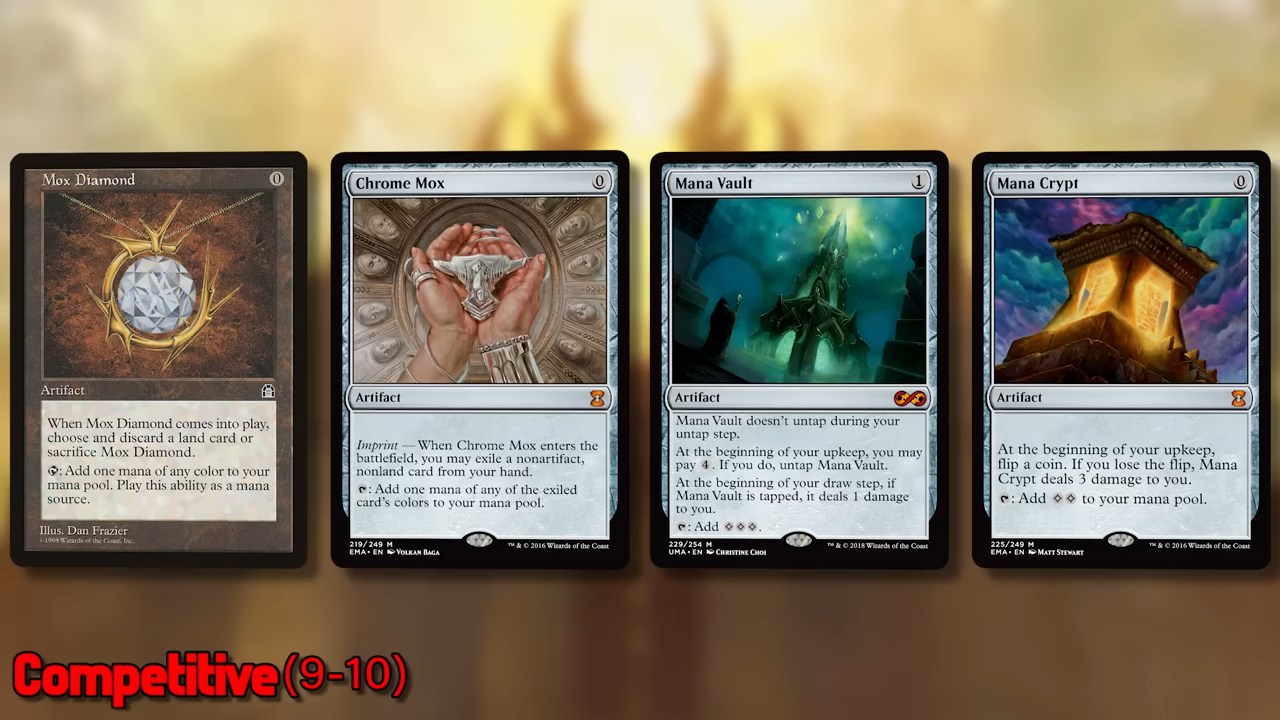 Mox Diamond 0
Artifact
When Mox Diamond comes into play,
choose and discard a land card or
sacrifice Mox Diamond.
: Add one mana of any color to your
mana pool. Play this ability as a mana
source.
Illus. Dan Frazier
©1998 Wizards of the Coast, Inc.
Chrome Mox 0
Artifact
Imprint — When Chrome Mox enters the
battlefield, you may exile a nonartifact,
nonland card from your hand.
: Add one mana of any of the exiled
card's colors to your mana pool.
219/249 M
EMA • EN Volkan Baga
™ & © 2016 Wizards of the Coast
Mana Vault 1
Artifact
Mana Vault doesn't untap during your
untap step.
At the beginning of your upkeep, you may
pay 4. If you do, untap Mana Vault.
At the beginning of your draw step, if
Mana Vault is tapped, it deals 1 damage
to you.
: Add .
229/254 M
UMA • EN Christine Choi
™ & © 2018 Wizards of the Coast
Mana Crypt 0
Artifact
At the beginning of your upkeep,
flip a coin. If you lose the flip, Mana
Crypt deals 3 damage to you.
: Add to your mana pool.
225/249 M
EMA • EN Matt Stewart
™ & © 2016 Wizards of the Coast
Competitive (9-10)